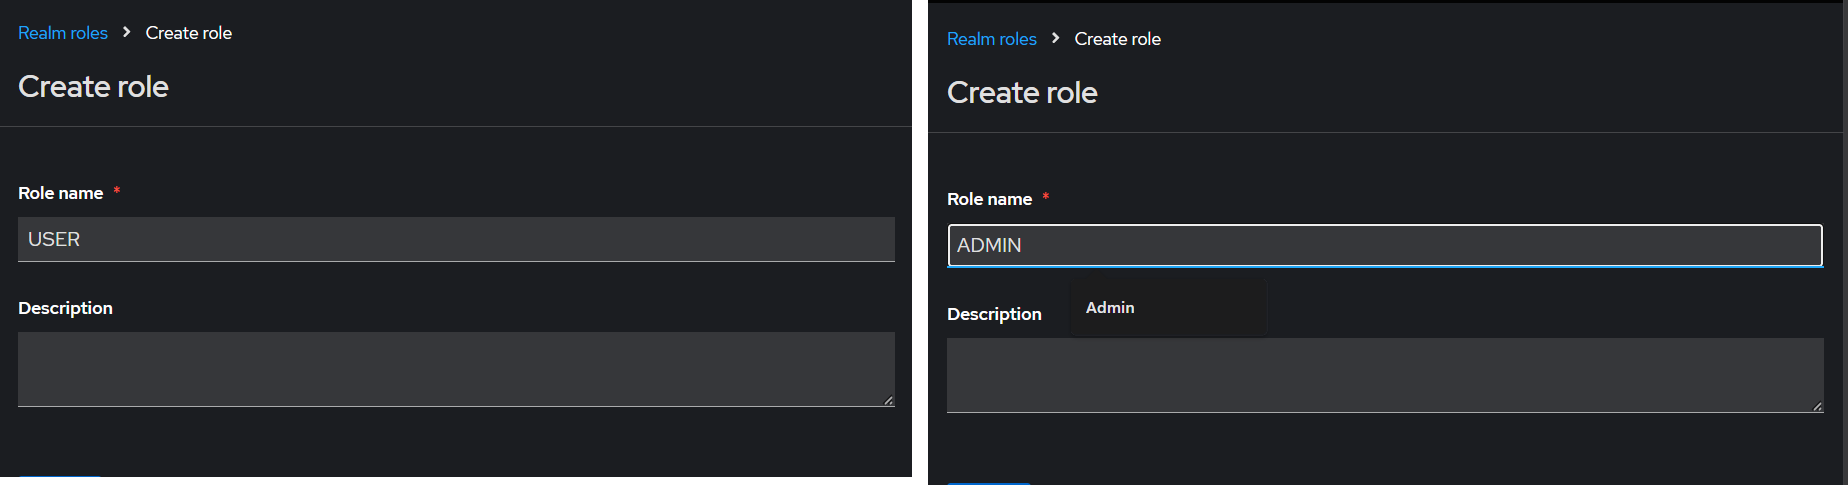 Realm roles > Create role
Create role
Role name *
USER
Description
Realm roles > Create role
Create role
Role name *
ADMIN
Admin
Description